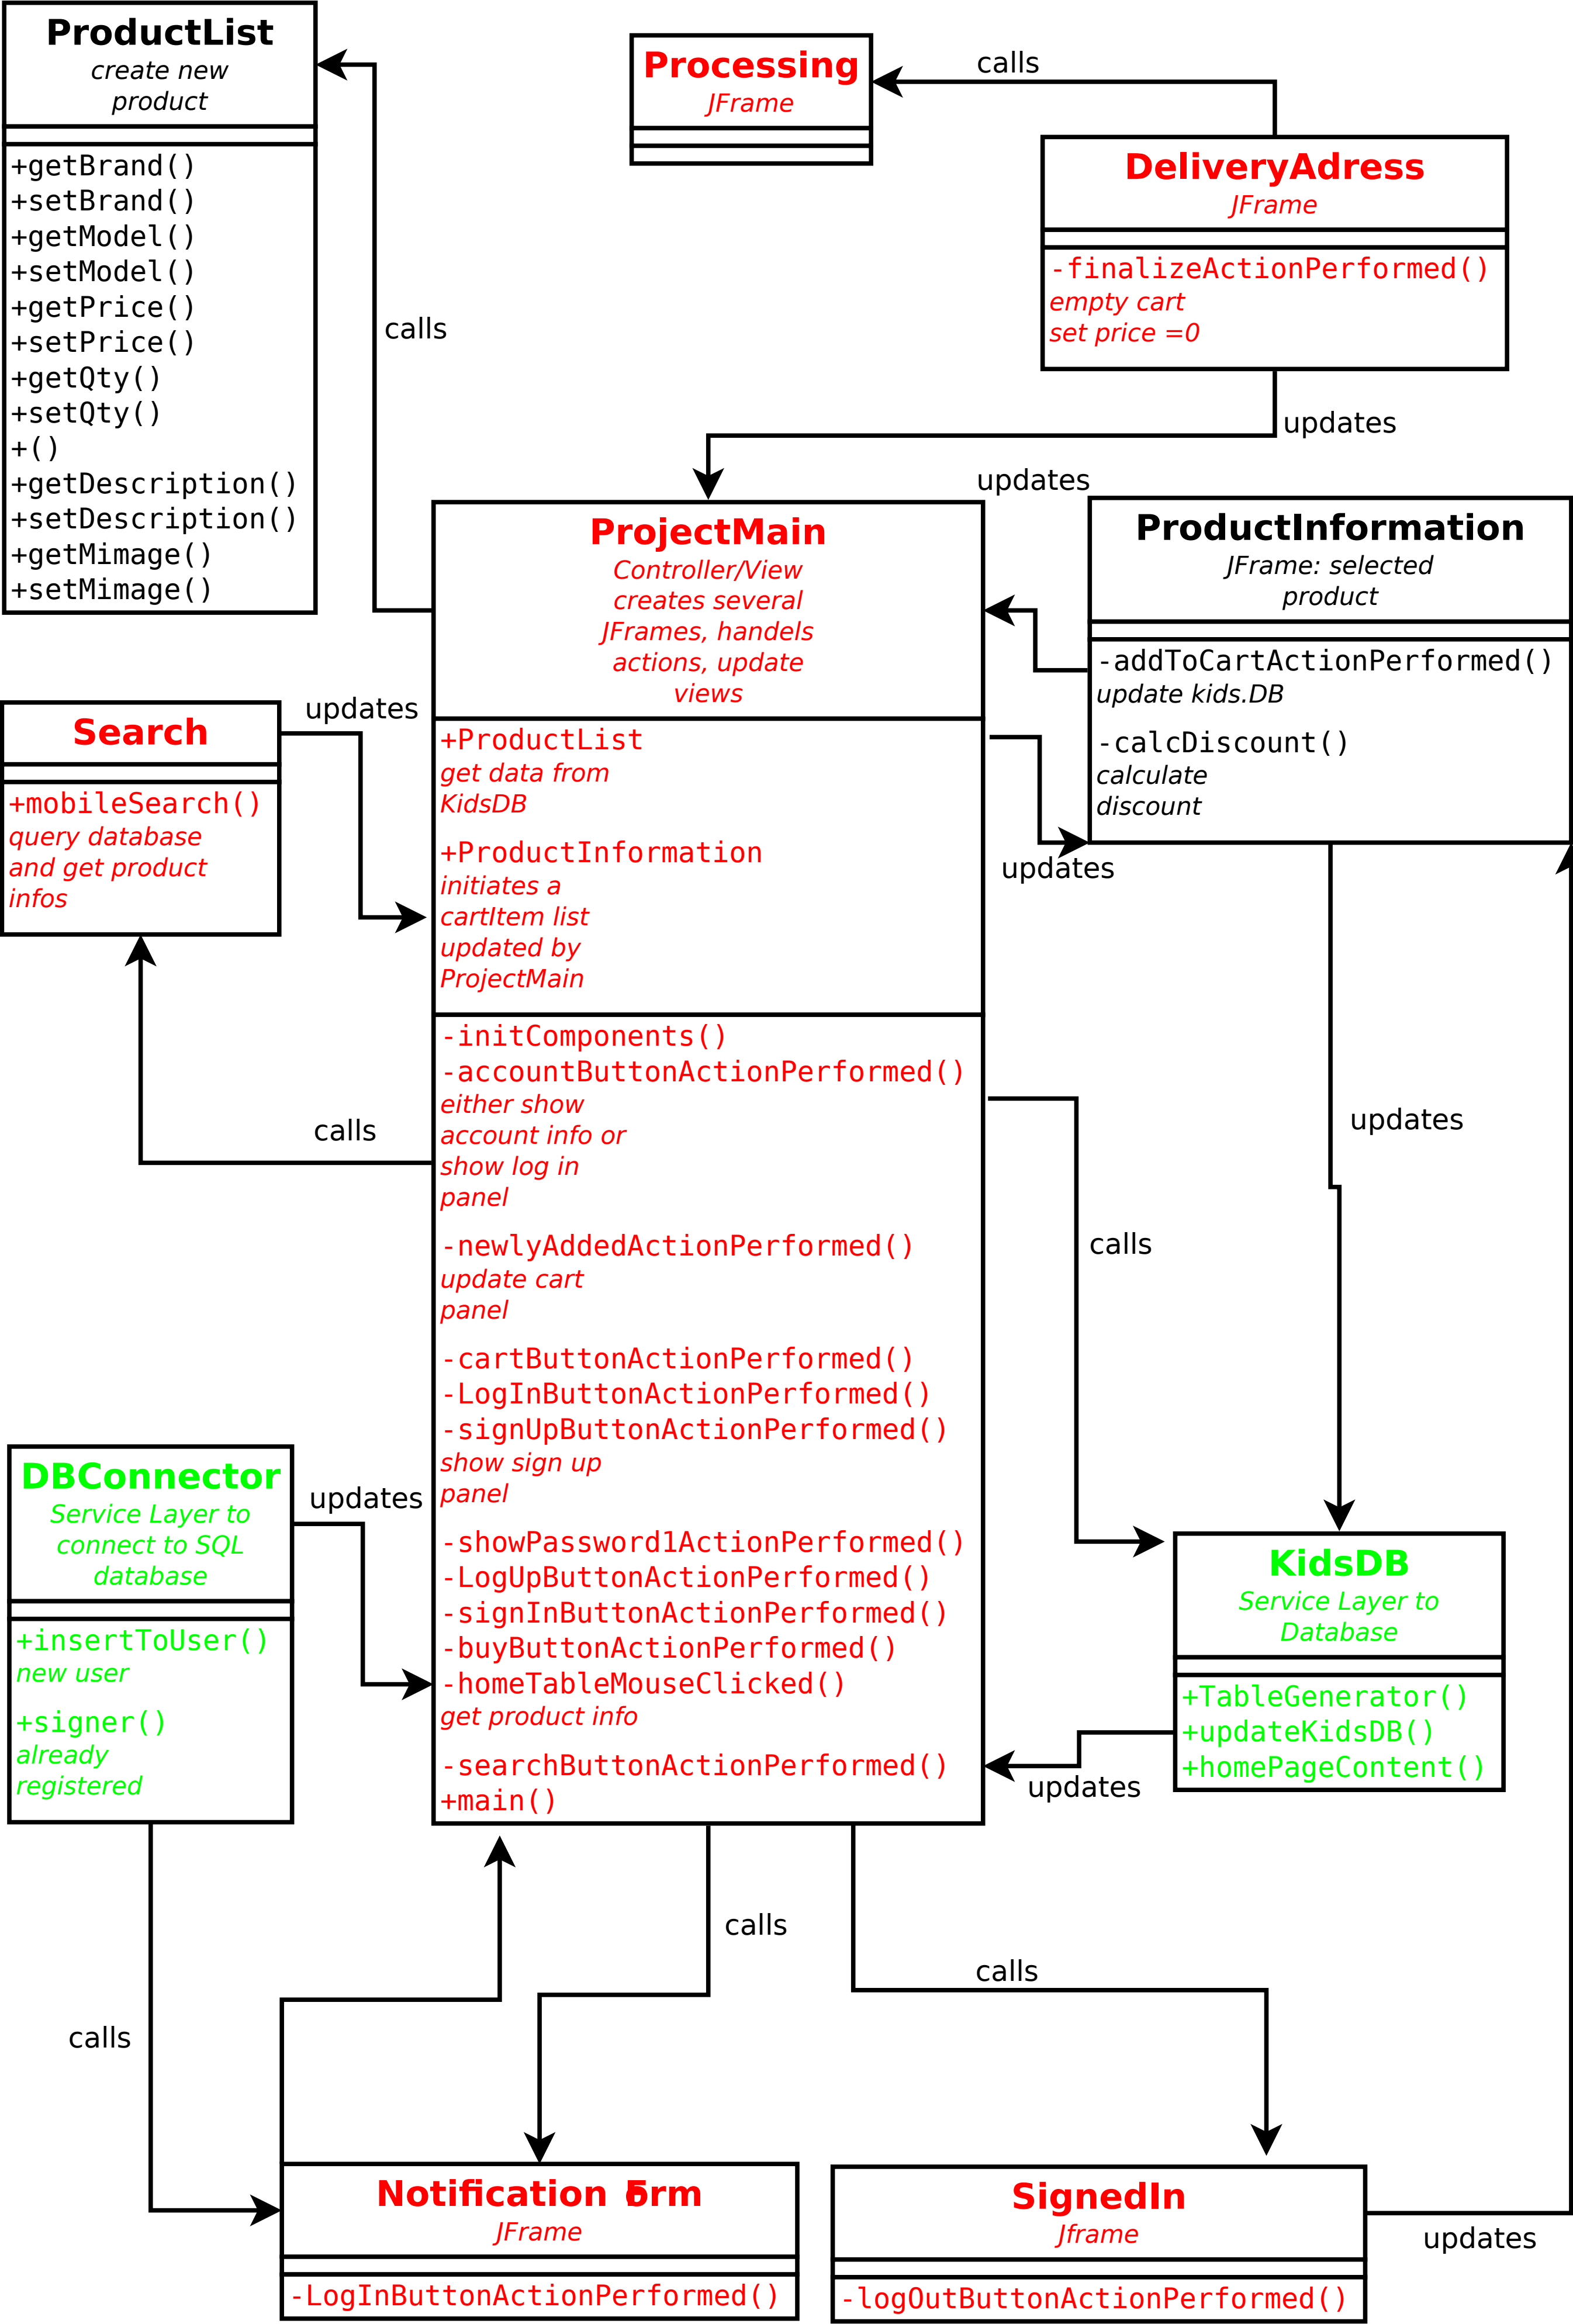 ProductList
create new
product
+getBrand()
+setBrand()
+getModel()
+setModel()
+getPrice()
+setPrice()
+getQty()
+setQty()
+()
+getDescription()
+setDescription()
+getMimage()
+setMimage()
calls
Processing
JFrame
calls
DeliveryAdress
JFrame
-finalizeActionPerformed()
empty cart
set price =0
updates
updates
ProjectMain
Controller/View
creates several
JFrames, handels
actions, update
views
+ProductList
get data from
KidsDB
+ProductInformation
initiates a
cartItem list
updated by
ProjectMain
-initComponents()
-accountButtonActionPerformed()
either show
account info or
show log in
panel
-newlyAddedActionPerformed()
update cart
panel
-cartButtonActionPerformed()
-LogInButtonActionPerformed()
-signUpButtonActionPerformed()
show sign up
panel
-showPassword1ActionPerformed()
-LogUpButtonActionPerformed()
-signInButtonActionPerformed()
-buyButtonActionPerformed()
-homeTableMouseClicked()
get product info
-searchButtonActionPerformed()
+main()
ProductInformation
JFrame: selected
product
-addToCartActionPerformed()
update kids.DB
-calcDiscount()
calculate
discount
updates
updates
Search
+mobileSearch()
query database
and get product
infos
updates
calls
calls
DBConnector
Service Layer to
connect to SQL
database
+insertToUser()
new user
+signer()
already
registered
updates
KidsDB
Service Layer to
Database
+TableGenerator()
+updateKidsDB()
+homePageContent()
updates
calls
calls
calls
Notification
JFrame
-LogInButtonActionPerformed()
SignedIn
Jframe
-logOutButtonActionPerformed()
updates